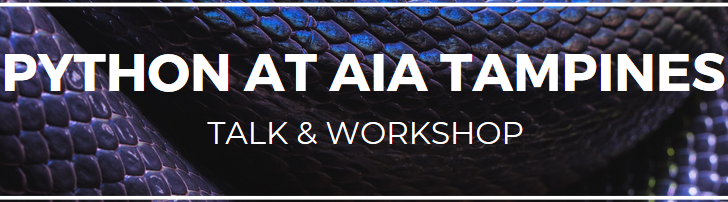 PYTHON AT AIA TAMPINES
TALK & WORKSHOP